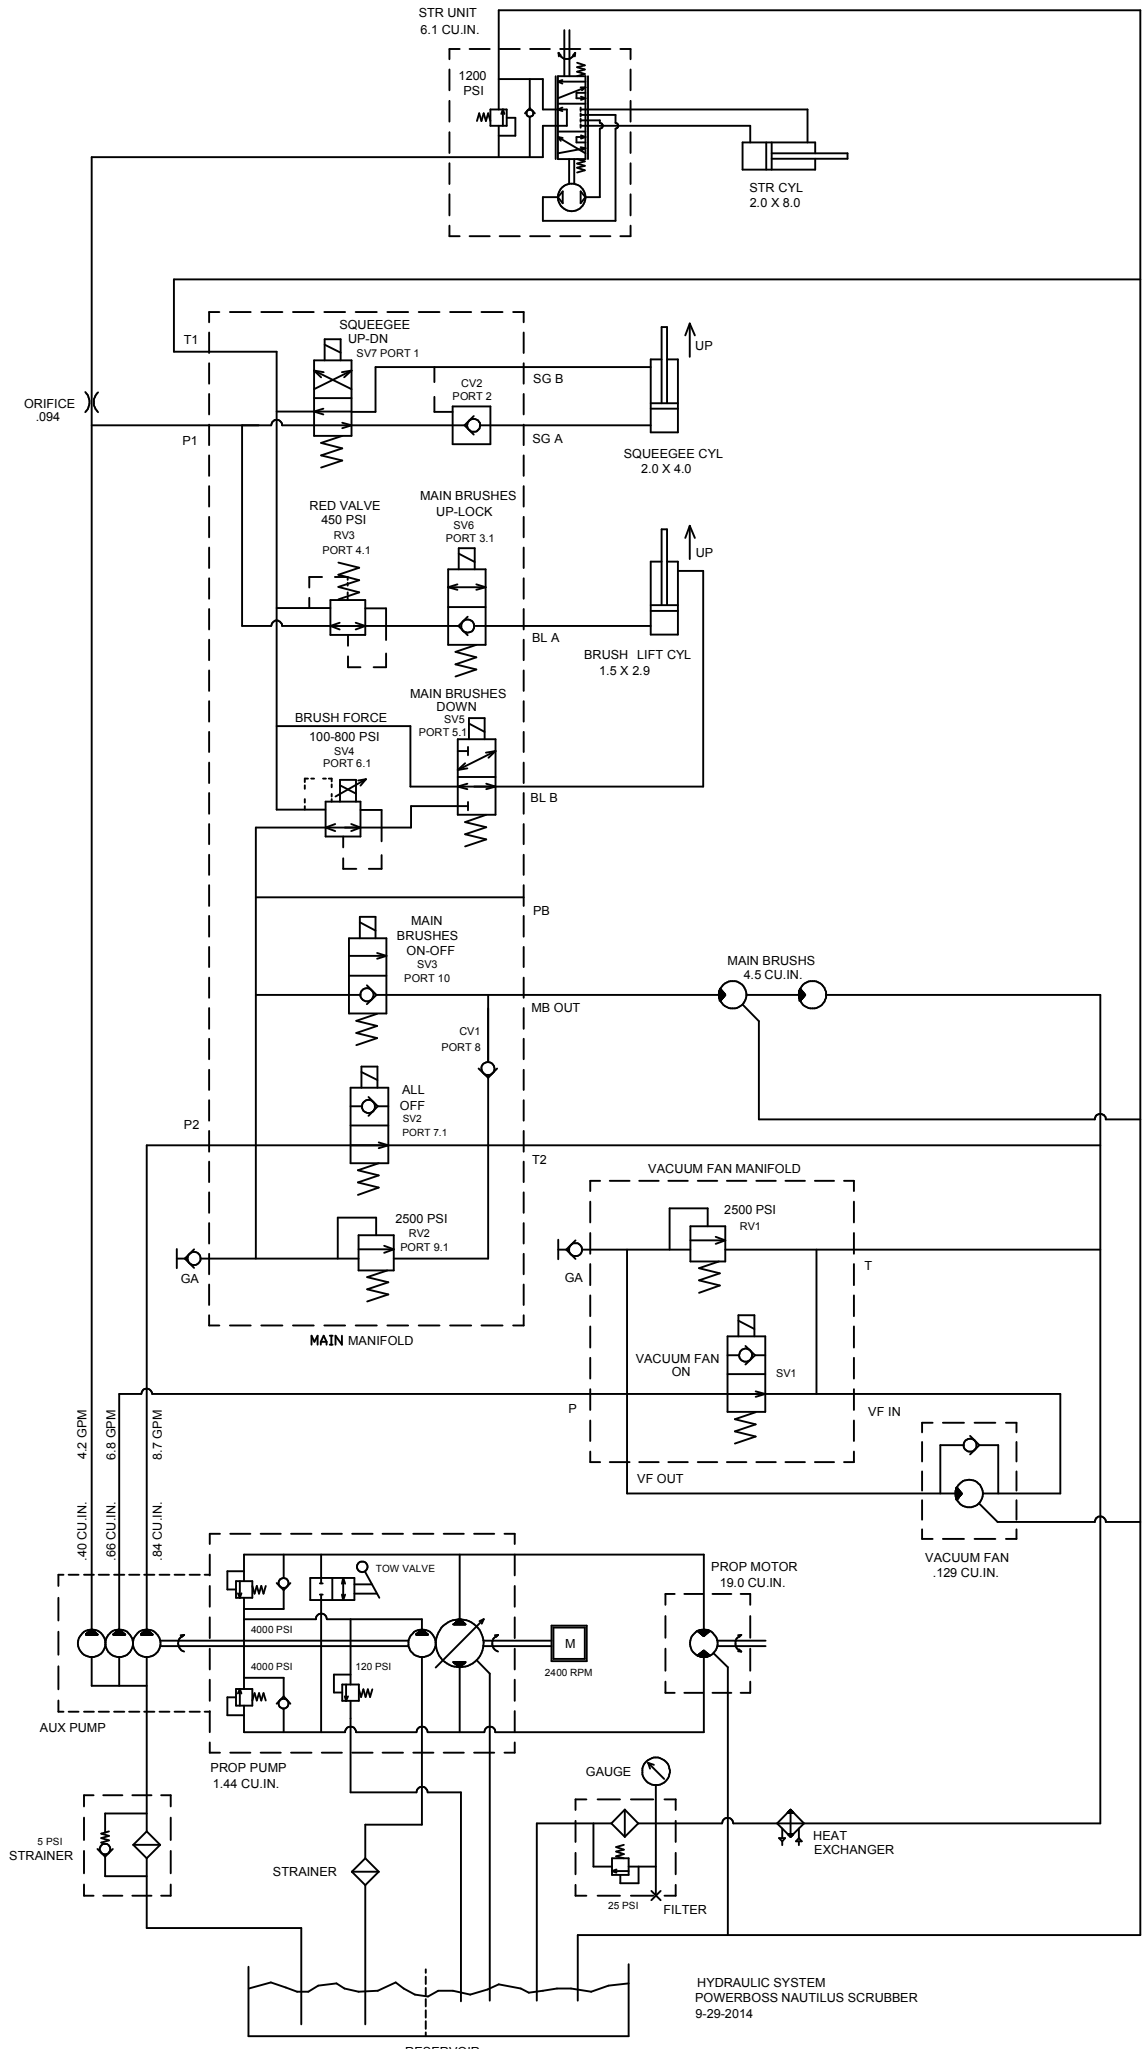 STR UNIT
6.1 CU.IN.
1200
PSI
STR CYL
2.0 X 8.0
SQUEEGEE
UP-DN
SV7 PORT 1
T1
UP
SG B
CV2
PORT 2
ORIFICE
.094
P1
SG A
SQUEEGEE CYL
2.0 X 4.0
MAIN BRUSHES
UP-LOCK
SV6
PORT 3.1
RED VALVE
450 PSI
RV3
PORT 4.1
UP
BL A
BRUSH LIFT CYL
1.5 X 2.9
MAIN BRUSHES
DOWN
SV5
PORT 5.1
BRUSH FORCE
100-800 PSI
SV4
PORT 6.1
BL B
PB
MAIN
BRUSHES
ON-OFF
SV3
PORT 10
MAIN BRUSHS
4.5 CU.IN.
MB OUT
CV1
PORT 8
ALL
OFF
SV2
PORT 7.1
P2
T2
VACUUM FAN MANIFOLD
2500 PSI
RV2
PORT 9.1
2500 PSI
RV1
GA
GA
T
MAIN MANIFOLD
VACUUM FAN
ON
SV1
P
VF IN
4.2 GPM
6.8 GPM
8.7 GPM
VF OUT
.40 CU.IN.
.66 CU.IN.
.84 CU.IN.
VACUUM FAN
.129 CU.IN.
TOW VALVE
PROP MOTOR
19.0 CU.IN.
4000 PSI
4000 PSI
120 PSI
M
2400 RPM
AUX PUMP
PROP PUMP
1.44 CU.IN.
GAUGE
5 PSI
STRAINER
STRAINER
HEAT
EXCHANGER
25 PSI
FILTER
HYDRAULIC SYSTEM
POWERBOSS NAUTILUS SCRUBBER
9-29-2014
RESERVOIR